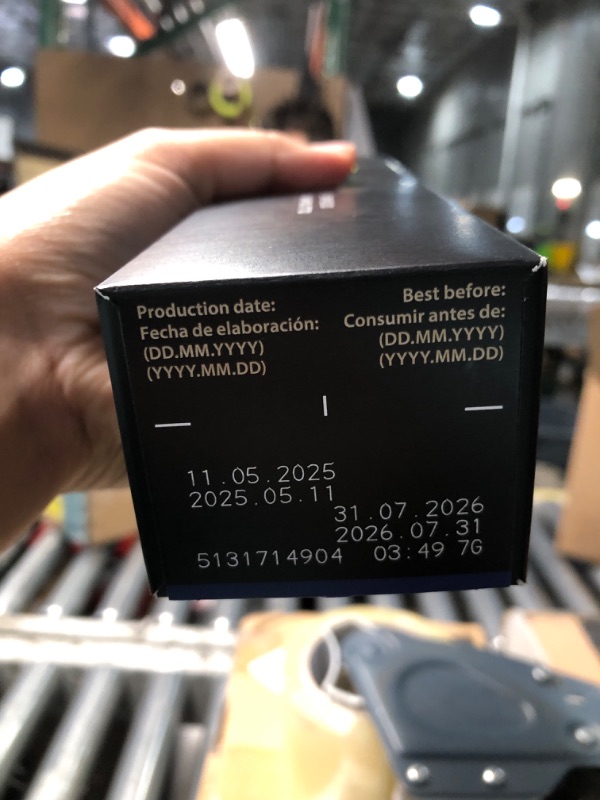 Production date:
Fecha de elaboración:
(DD.MM.YYYY)
(YYYY.MM.DD)
Best before:
Consumir antes de:
(DD.MM.YYYY)
(YYYY.MM.DD)
11.05.2025
2025.05.11
31.07.2026
2026.07.31
5131714904 03:49 7G